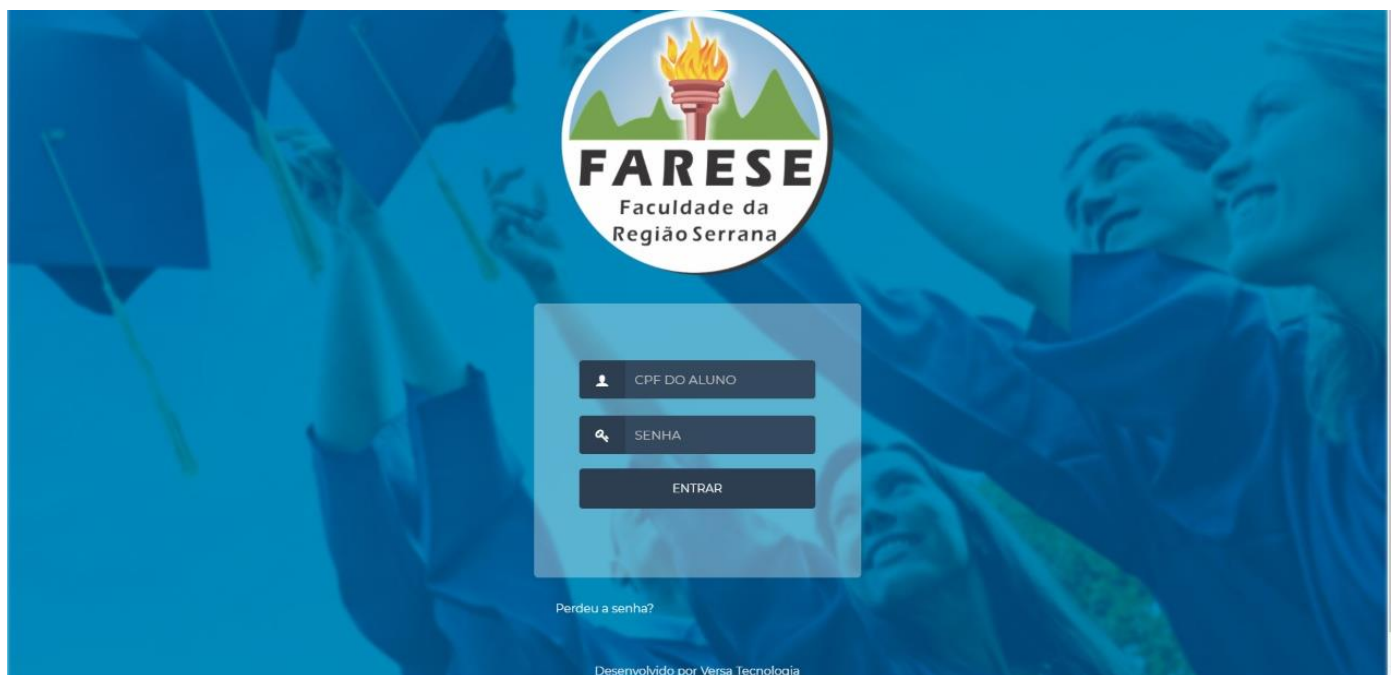 FARESE
Faculdade da
Região Serrana
CPF DO ALUNO
SENHA
ENTRAR
Perdeu a senha?
Desenvolvido por Versa Tecnologia